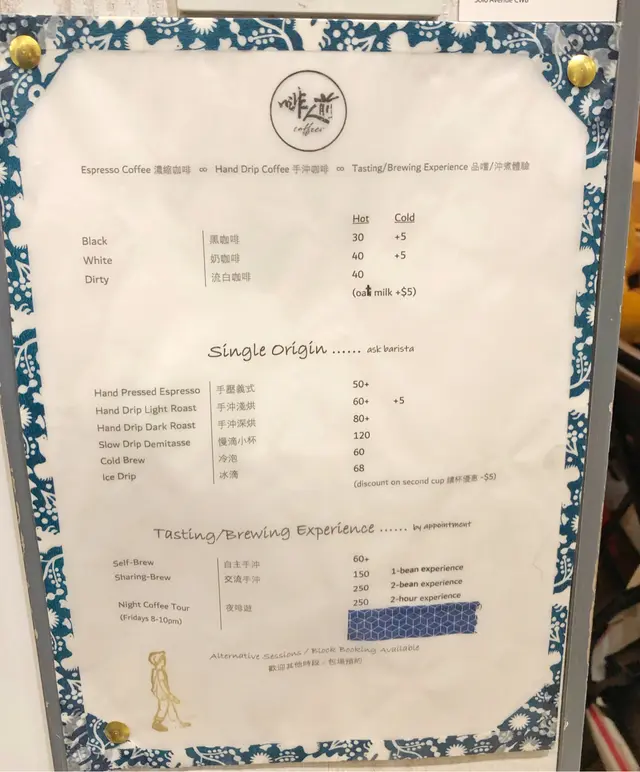 啡人煎
coffeer
Espresso Coffee 濃縮咖啡 ∞ Hand Drip Coffee 手沖咖啡 ∞ Tasting/Brewing Experience 品嚐/沖煮體驗
Hot Cold
Black 黑咖啡 30 +5
White 奶咖啡 40 +5
Dirty 流白咖啡 40
(oat milk +$5)
Single Origin ...... ask barista
Hand Pressed Espresso 手壓義式 50+
Hand Drip Light Roast 手沖淺烘 60+ +5
Hand Drip Dark Roast 手沖深烘 80+
Slow Drip Demitasse 慢滴小杯 120
Cold Brew 冷泡 60
Ice Drip 冰滴 68
(discount on second cup 續杯優惠 -$5)
Tasting/Brewing Experience ...... by appointment
Self-Brew 自主手沖 60+
Sharing-Brew 交流手沖 150 1-bean experience
250 2-bean experience
Night Coffee Tour 夜啡遊 250 2-hour experience
(Fridays 8-10pm)
Alternative Sessions / Block Booking Available
歡迎其他時段、包場預約